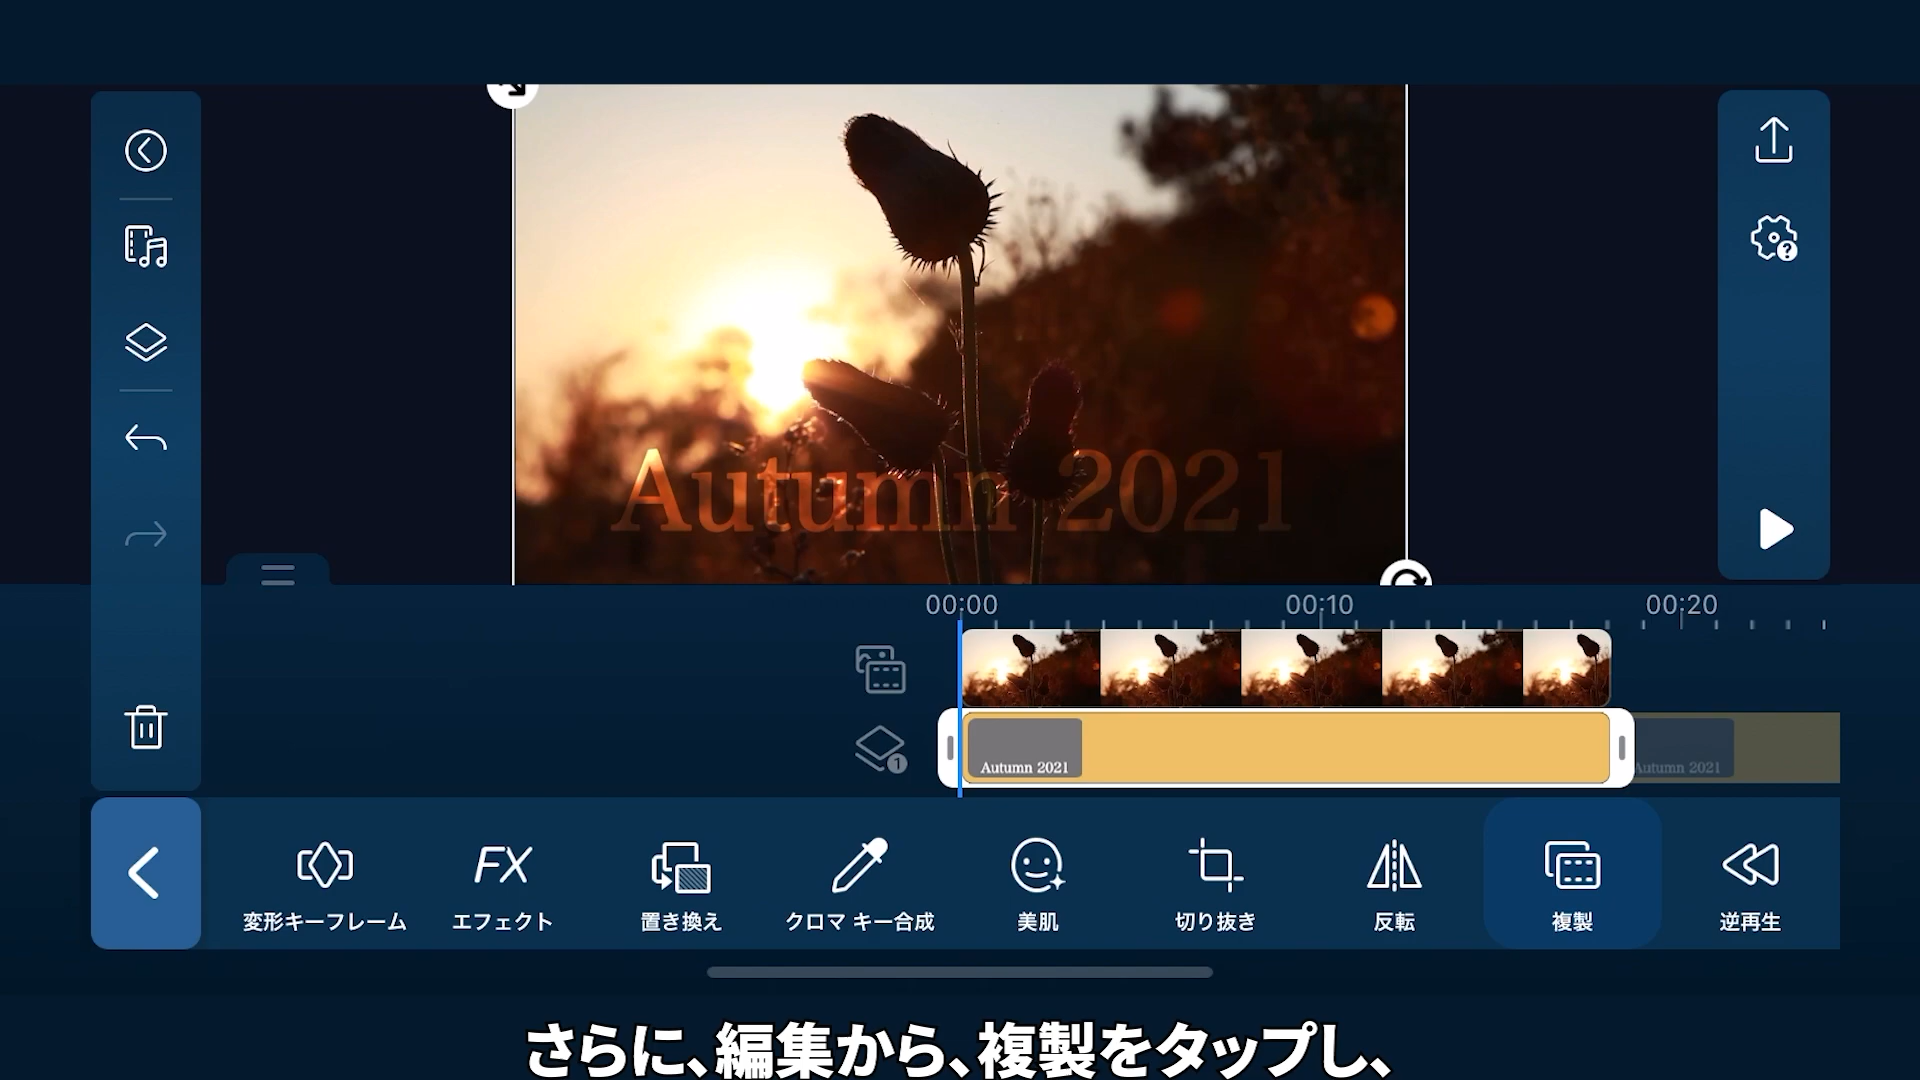 Autumn 2021
00:00
00:10
00:20
1
Autumn 2021
Autumn 2021
変形キーフレーム
FX
エフェクト
置き換え
クロマ キー合成
美肌
切り抜き
反転
複製
逆再生
さらに、編集から、複製をタップし、